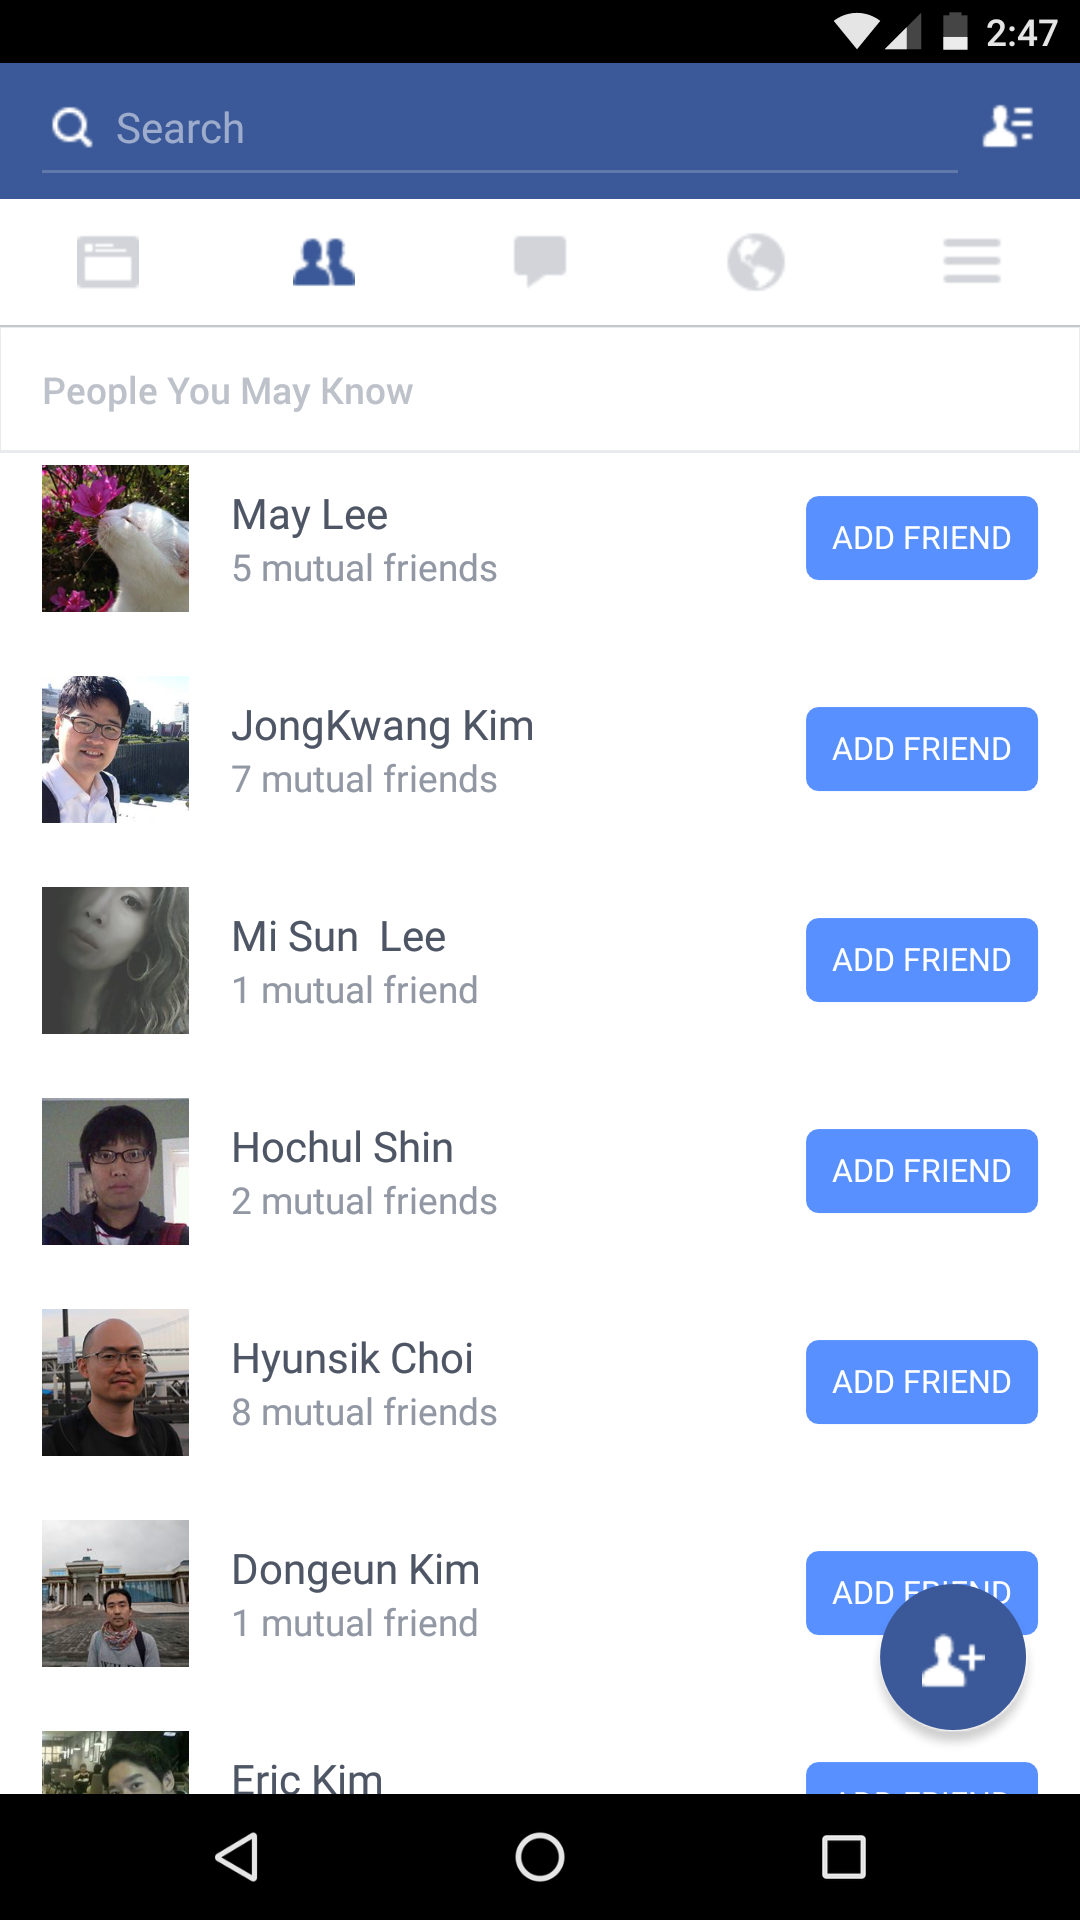 2:47
Search
People You May Know
May Lee
5 mutual friends
ADD FRIEND
JongKwang Kim
7 mutual friends
ADD FRIEND
Mi Sun  Lee
1 mutual friend
ADD FRIEND
Hochul Shin
2 mutual friends
ADD FRIEND
Hyunsik Choi
8 mutual friends
ADD FRIEND
Dongeun Kim
1 mutual friend
ADD FRIEND
Eric Kim